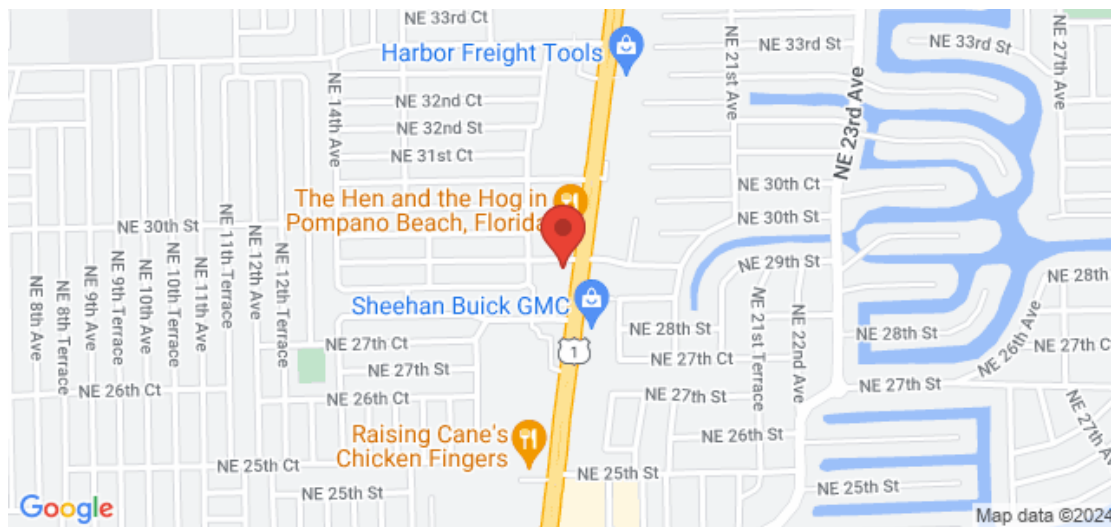 NE 33rd Ct
Harbor Freight Tools
NE 21st Ave
NE 33rd St
NE 33rd St
NE 27th Ave
NE 14th Ave
NE 32nd Ct
NE 32nd St
NE 31st Ct
NE 23rd Ave
The Hen and the Hog in
Pompano Beach, Florida
NE 30th Ct
NE 30th St
NE 30th St
NE 29th St
NE 8th Ave
NE 8th Terrace
NE 9th Ave
NE 9th Terrace
NE 10th Ave
NE 10th Terrace
NE 11th Ave
NE 11th Terrace
NE 12th Ave
NE 12th Terrace
Sheehan Buick GMC
1
NE 28th St
NE 28th St
NE 28th
NE 21st Terrace
NE 22nd Ave
NE 26th Ave
NE 27th Ct
NE 27th Ct
NE 27th Ct
NE 27th St
NE 27th St
NE 27th St
NE 26th Ct
NE 26th Ct
NE 27th Ave
NE 26th St
Raising Cane's
Chicken Fingers
NE 25th Ct
NE 25th St
NE 25th St
NE 25th St
Google
Map data ©2024